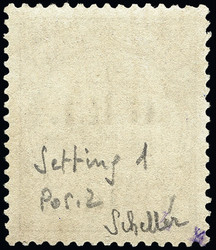 Setting 1
Pos. 2
Scheller